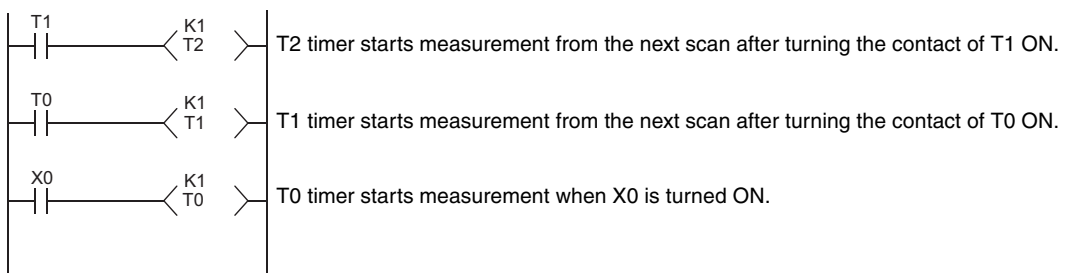 T1
K1
T2
T2 timer starts measurement from the next scan after turning the contact of T1 ON.
T0
K1
T1
T1 timer starts measurement from the next scan after turning the contact of T0 ON.
X0
K1
T0
T0 timer starts measurement when X0 is turned ON.